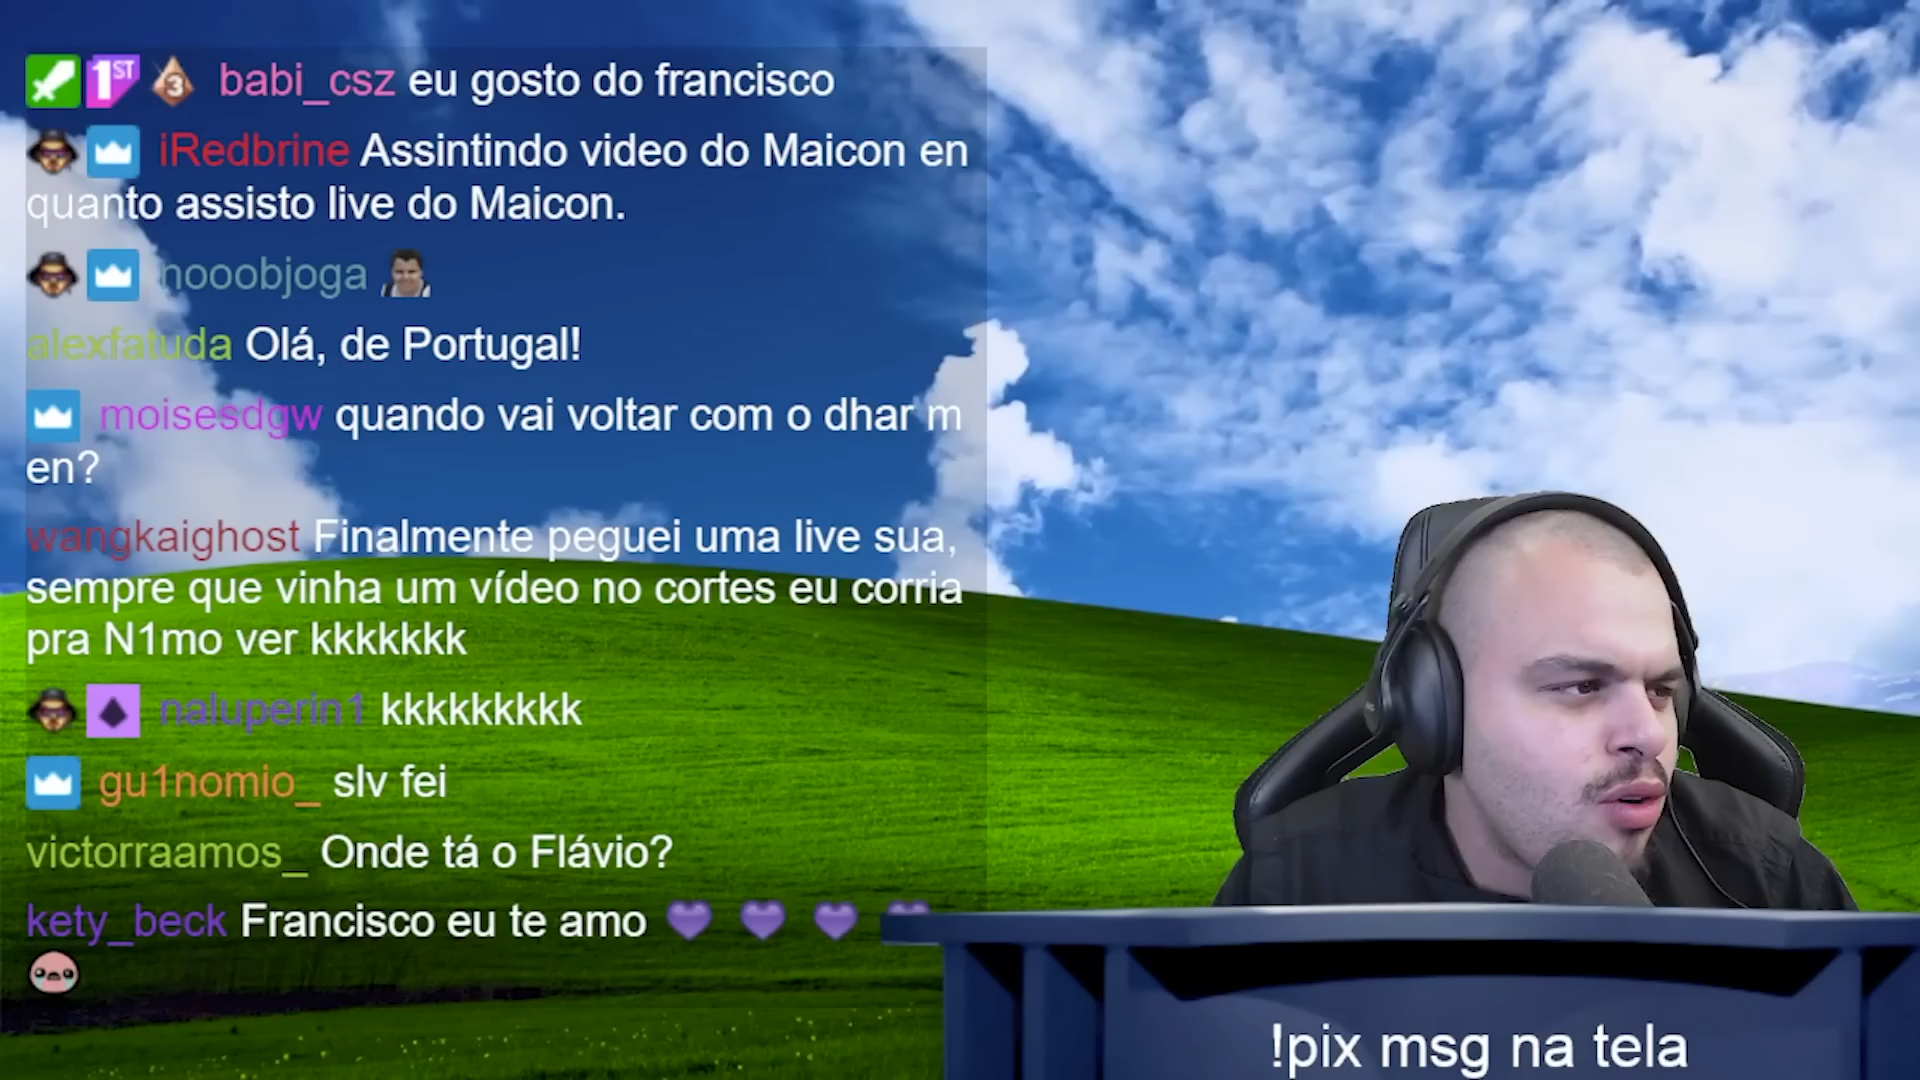 1ST 3 babi_csz eu gosto do francisco
iRedbrine Assintindo video do Maicon en
quanto assisto live do Maicon.
nooobjoga
alexfatuda Olá, de Portugal!
moisesdgw quando vai voltar com o dhar m
en?
wangkaighost Finalmente peguei uma live sua,
sempre que vinha um vídeo no cortes eu corria
pra N1mo ver kkkkkkk
naluperin1 kkkkkkkkk
gu1nomio_ slv fei
victorraamos_ Onde tá o Flávio?
kety_beck Francisco eu te amo 💜 💜 💜 💜
!pix msg na tela